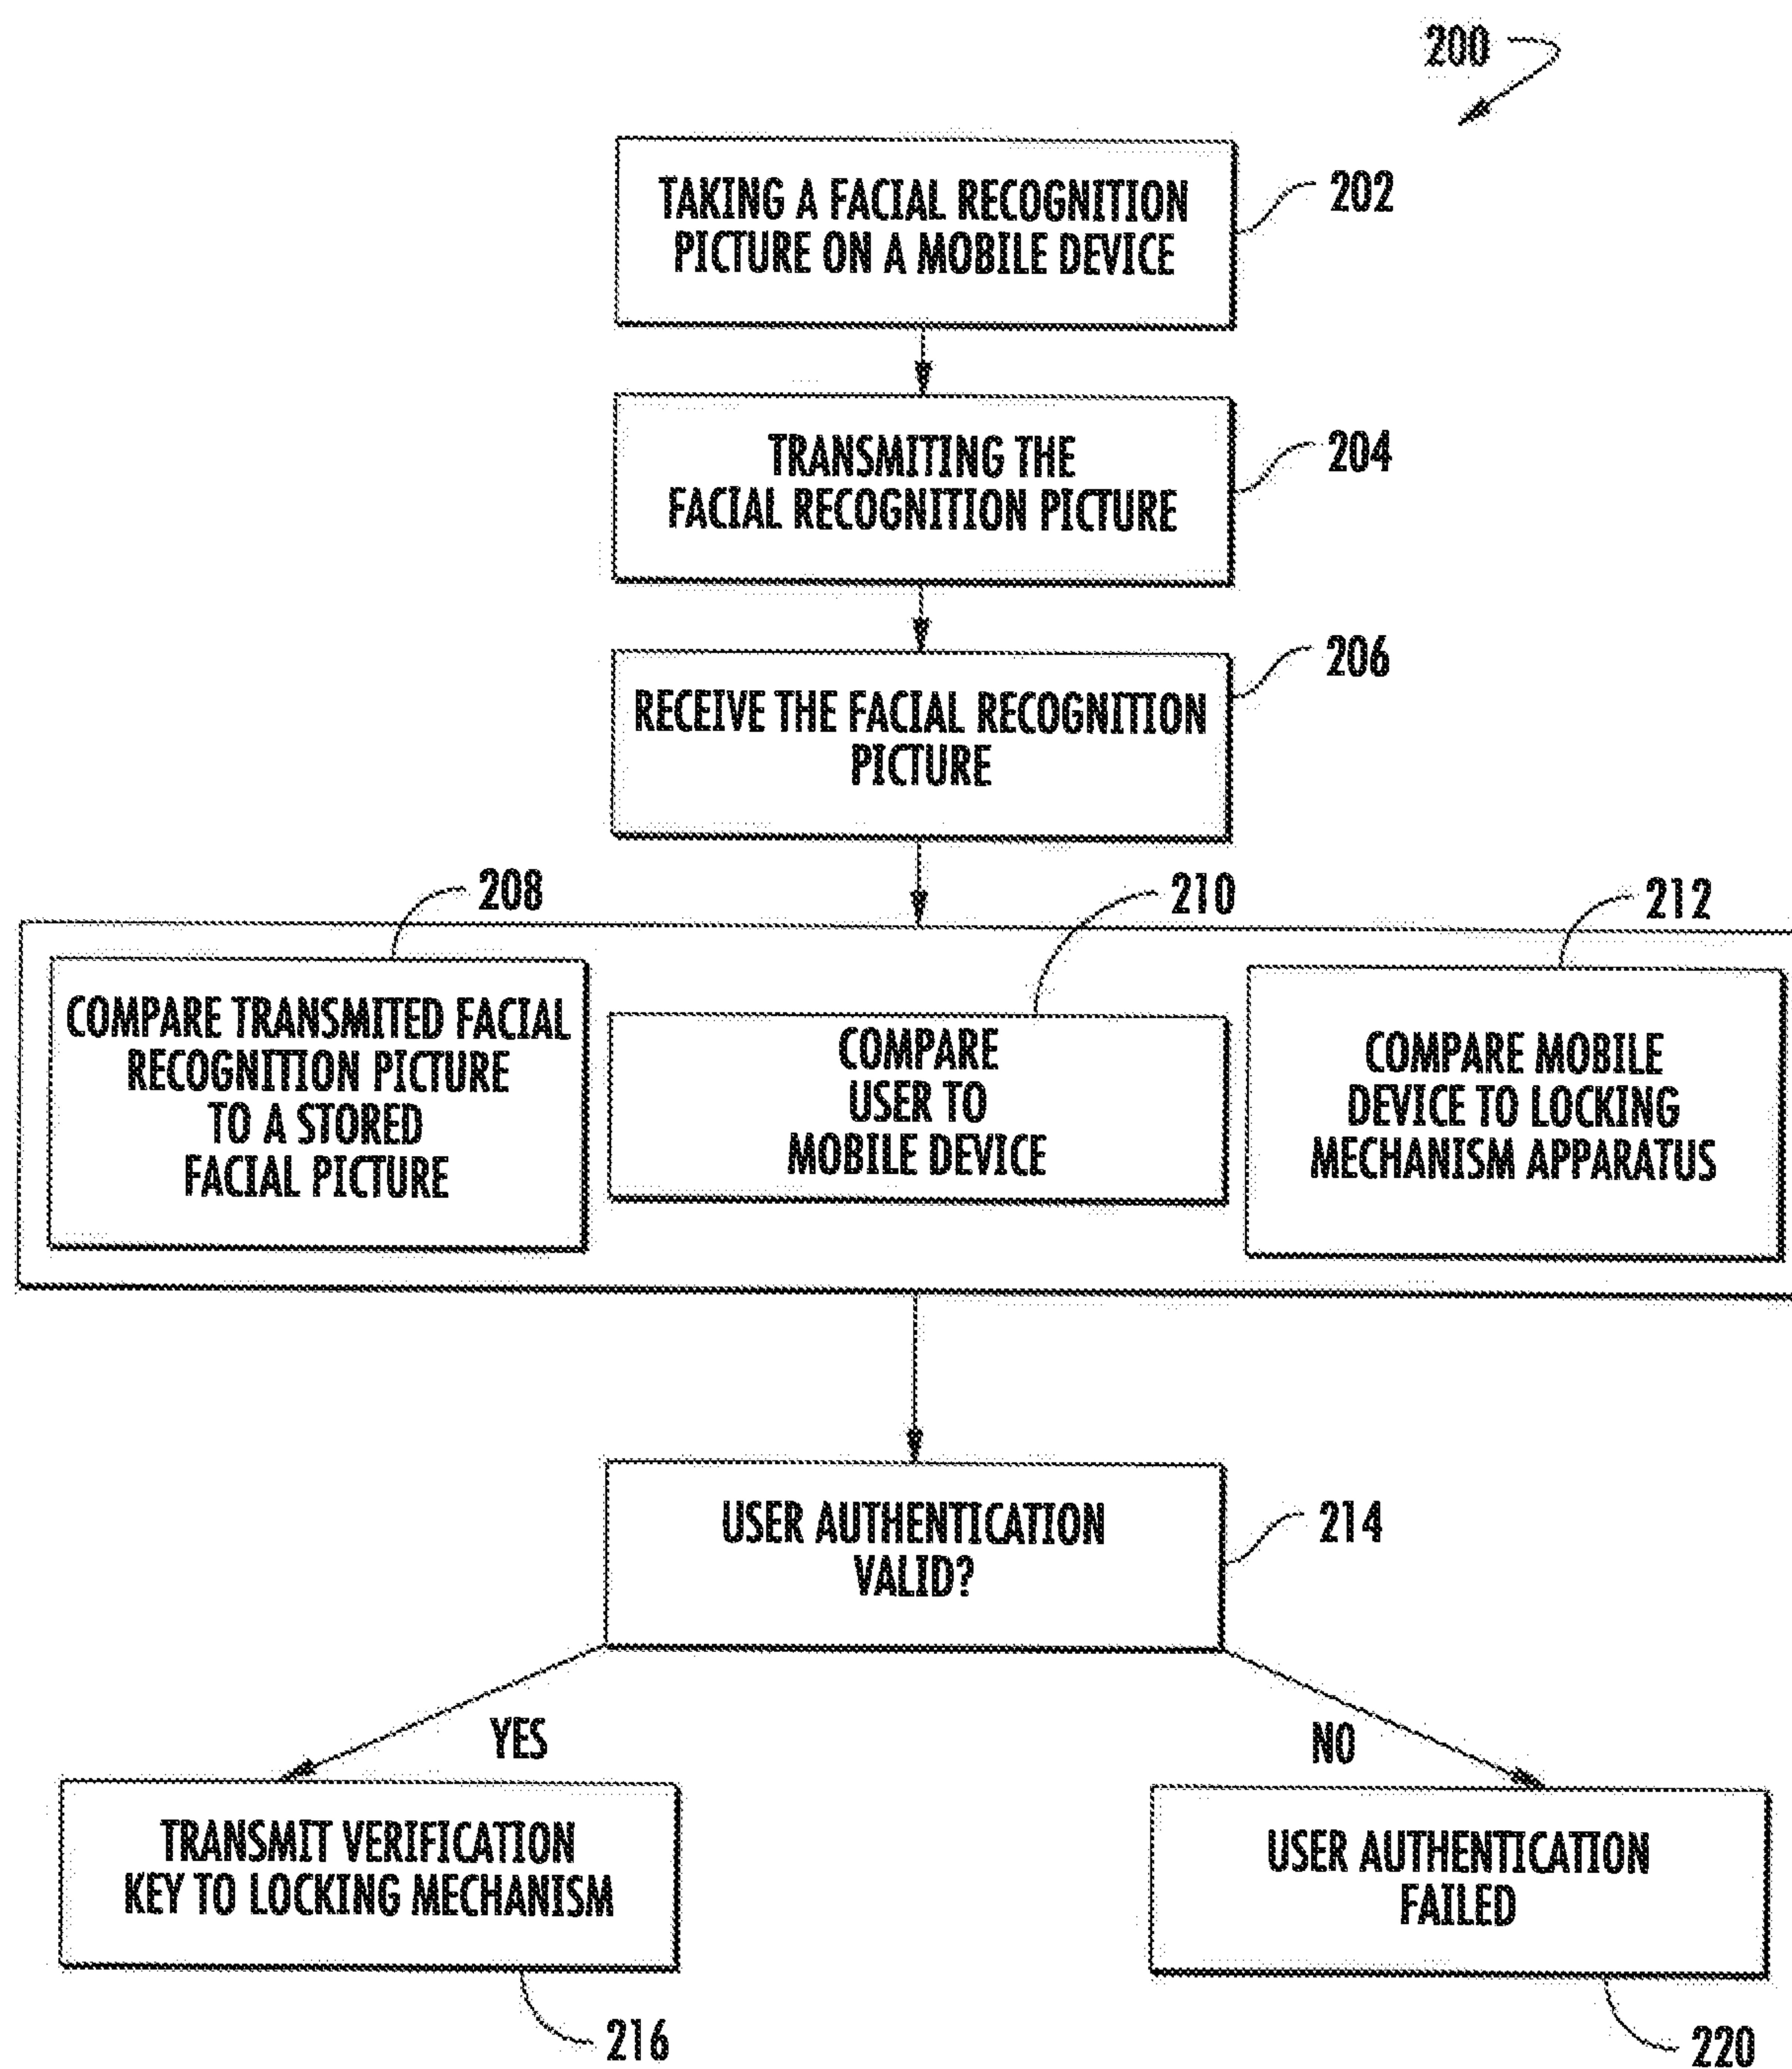 200
TAKING A FACIAL RECOGNITION
PICTURE ON A MOBILE DEVICE
202
TRANSMITING THE
FACIAL RECOGNITION PICTURE
204
RECEIVE THE FACIAL RECOGNITION
PICTURE
206
208
COMPARE TRANSMITED FACIAL
RECOGNITION PICTURE
TO A STORED
FACIAL PICTURE
210
COMPARE
USER TO
MOBILE DEVICE
212
COMPARE MOBILE
DEVICE TO LOCKING
MECHANISM APPARATUS
USER AUTHENTICATION
VALID?
214
YES
NO
TRANSMIT VERIFICATION
KEY TO LOCKING MECHANISM
216
USER AUTHENTICATION
FAILED
220